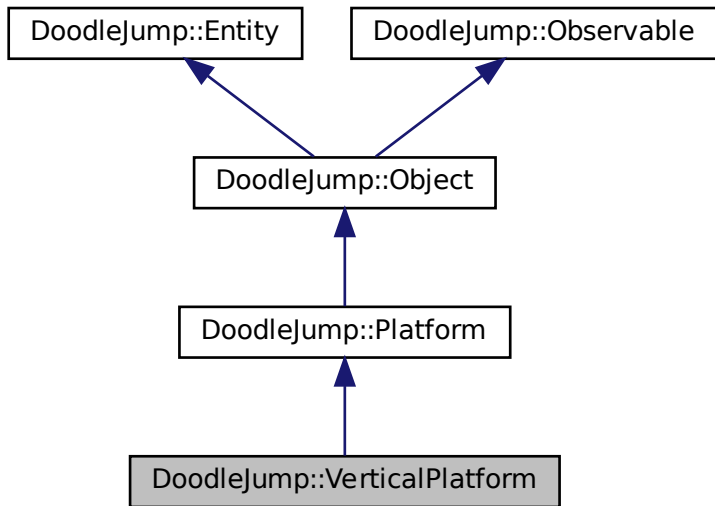 DoodleJump::Entity
DoodleJump::Observable
DoodleJump::Object
DoodleJump::Platform
DoodleJump::VerticalPlatform